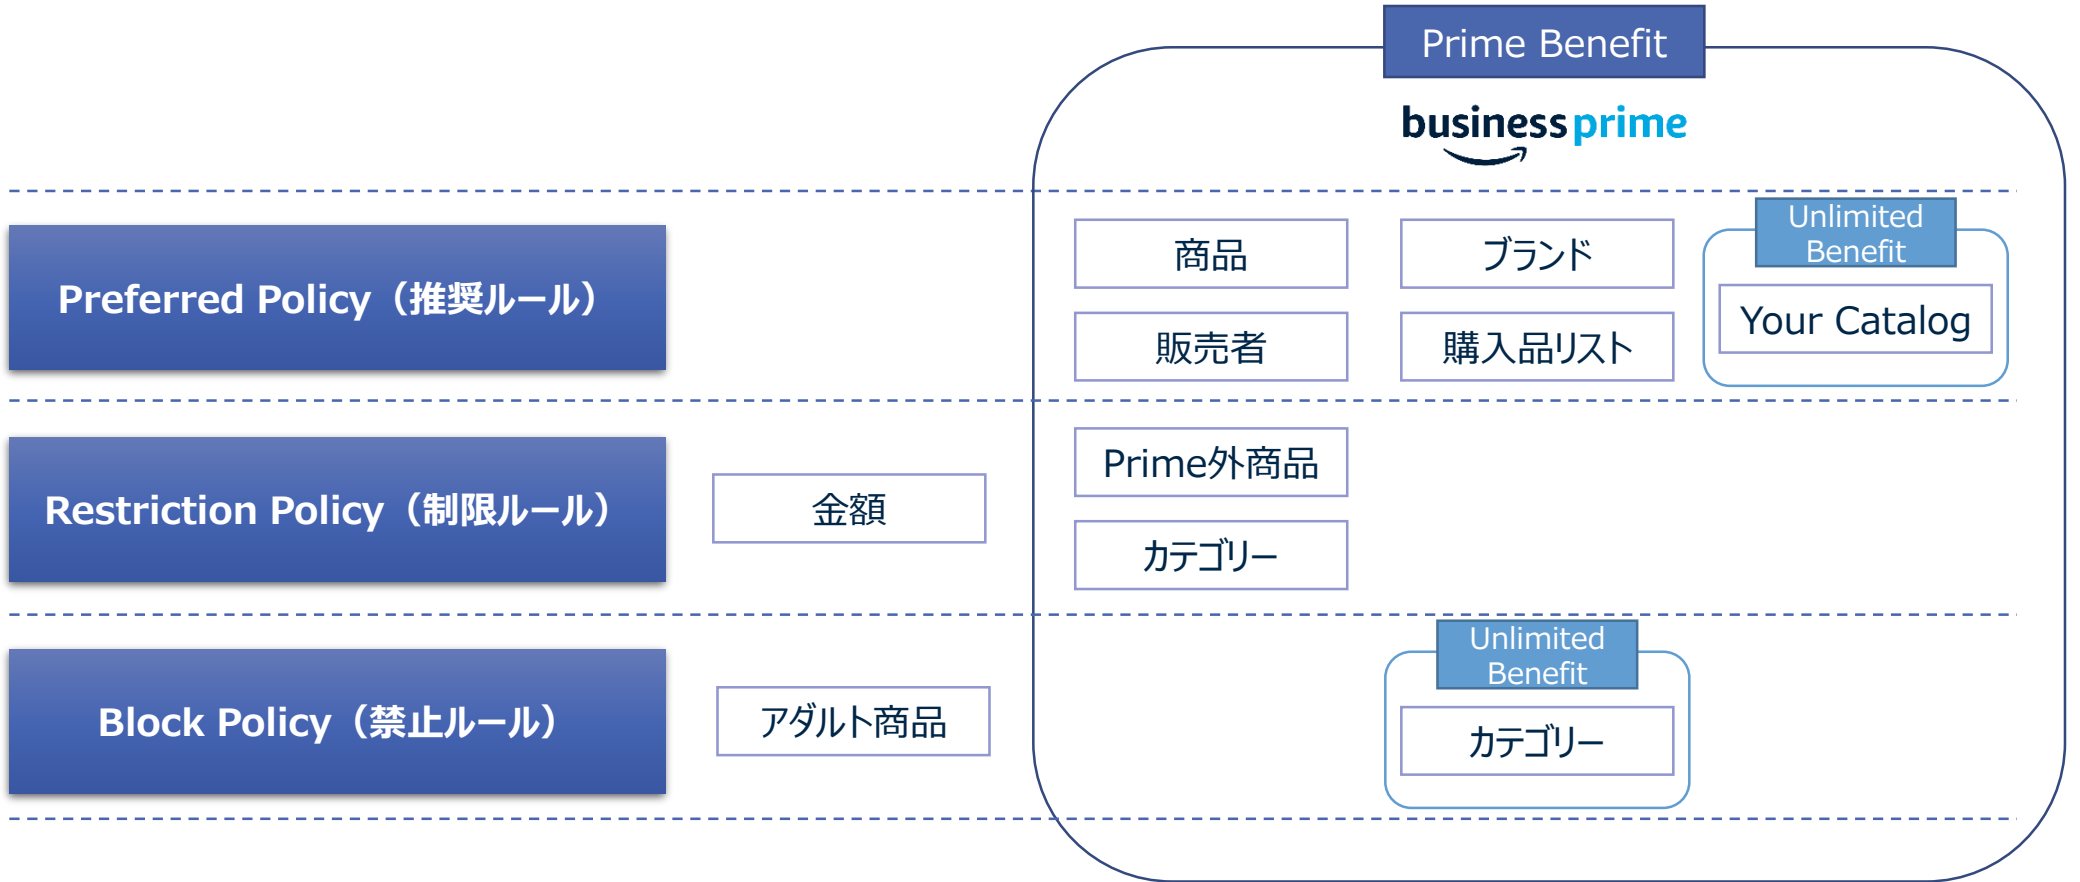 Prime Benefit
business prime
Preferred Policy（推奨ルール）
商品
ブランド
Unlimited
Benefit
販売者
購入品リスト
Your Catalog
Restriction Policy（制限ルール）
金額
Prime外商品
カテゴリー
Block Policy（禁止ルール）
アダルト商品
Unlimited
Benefit
カテゴリー